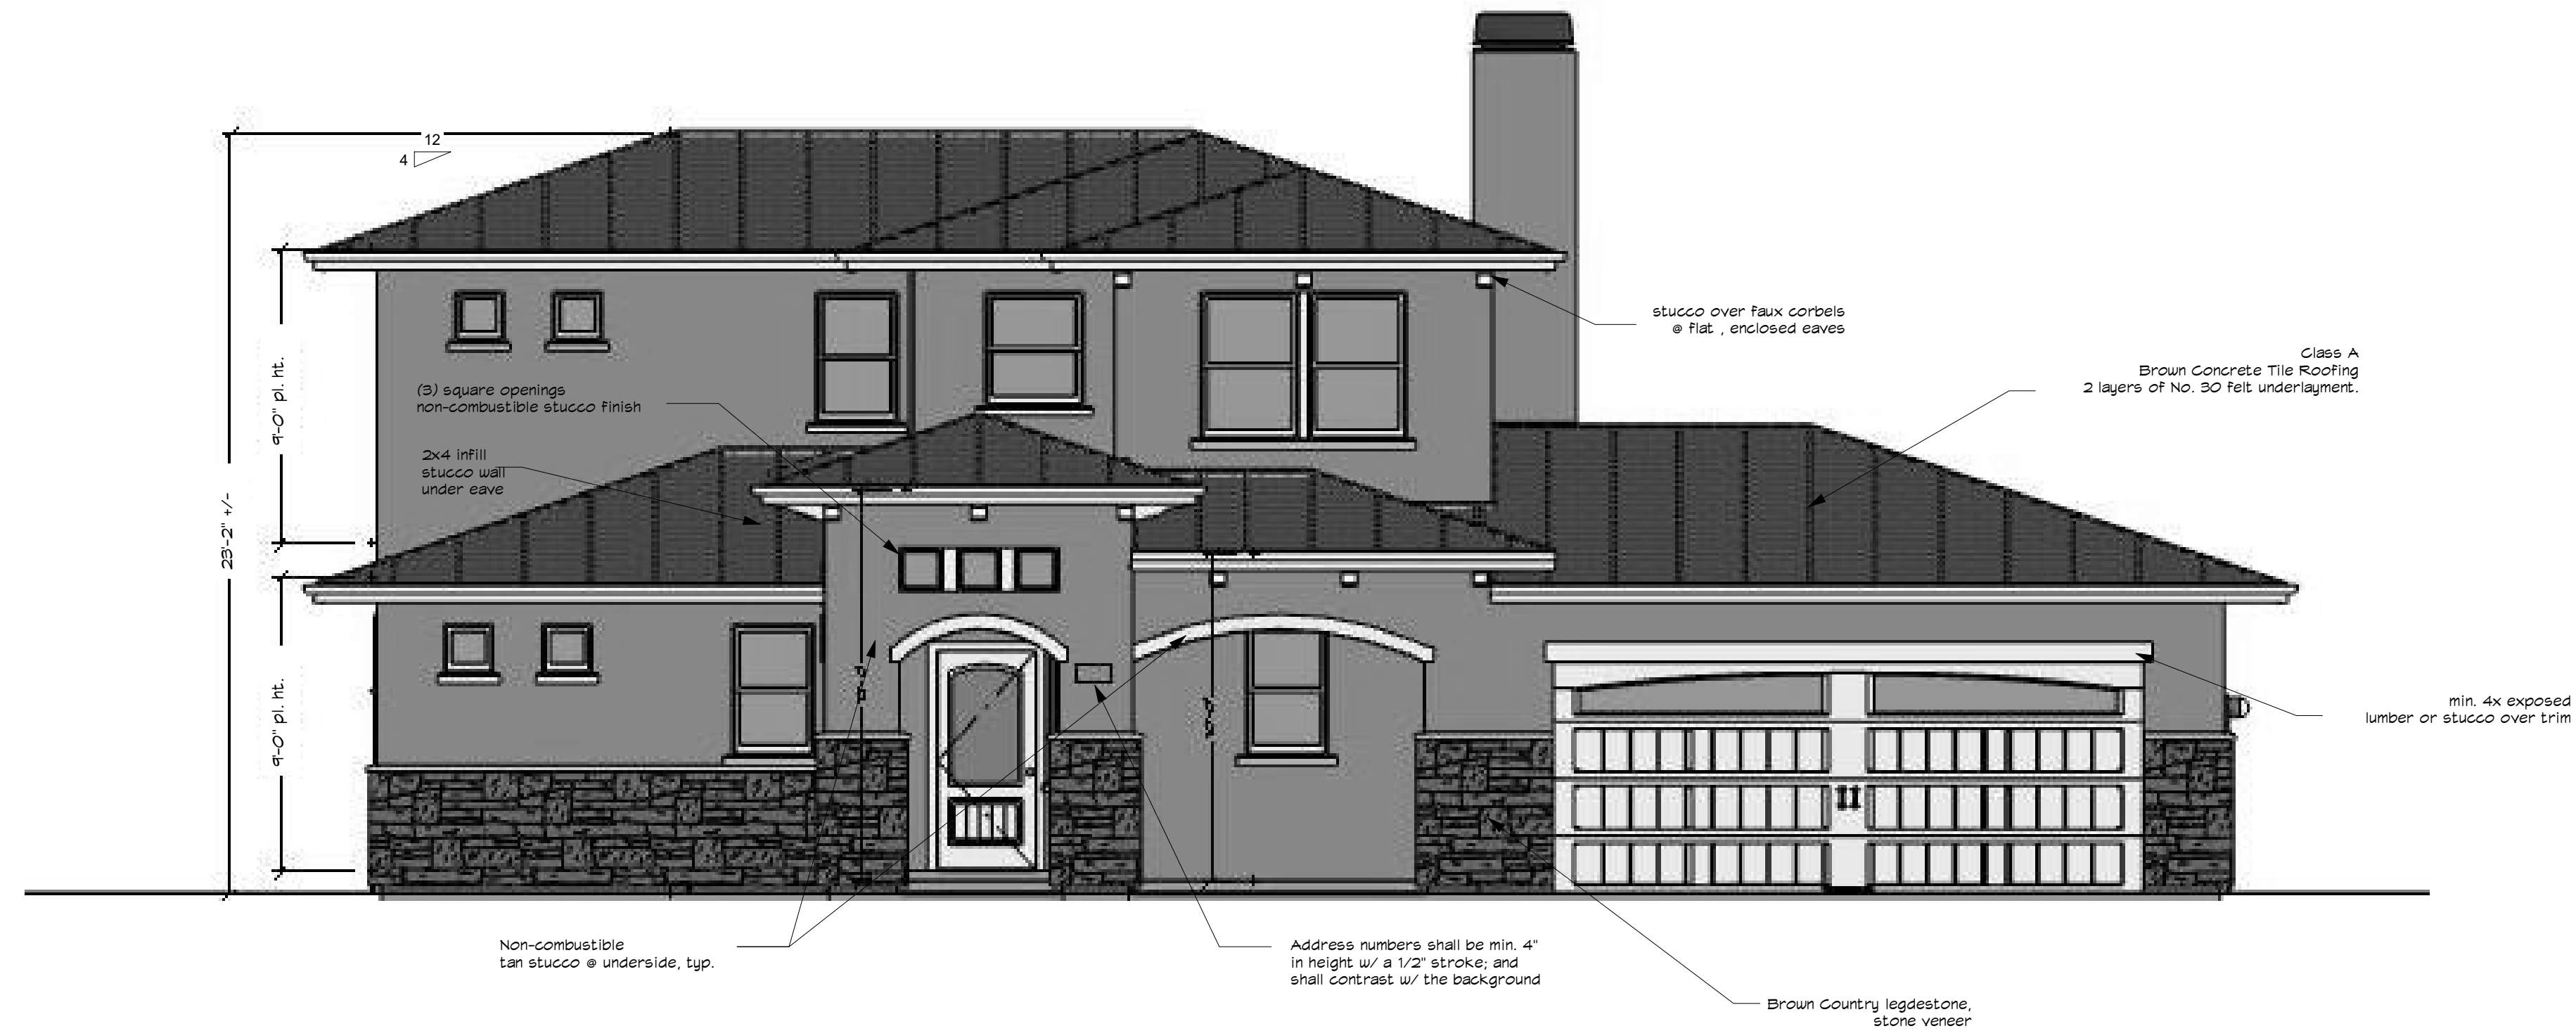 12
4
stucco over faux corbels
@ flat , enclosed eaves
Class A
Brown Concrete Tile Roofing
2 layers of No. 30 felt underlayment.
(3) square openings
non-combustible stucco finish
2x4 infill
stucco wall
under eave
9'-0" pl. ht.
23'-2" +/-
9'-0" pl. ht.
min. 4x exposed
lumber or stucco over trim
Non-combustible
tan stucco @ underside, typ.
Address numbers shall be min. 4"
in height w/ a 1/2" stroke; and
shall contrast w/ the background
Brown Country legdestone,
stone veneer